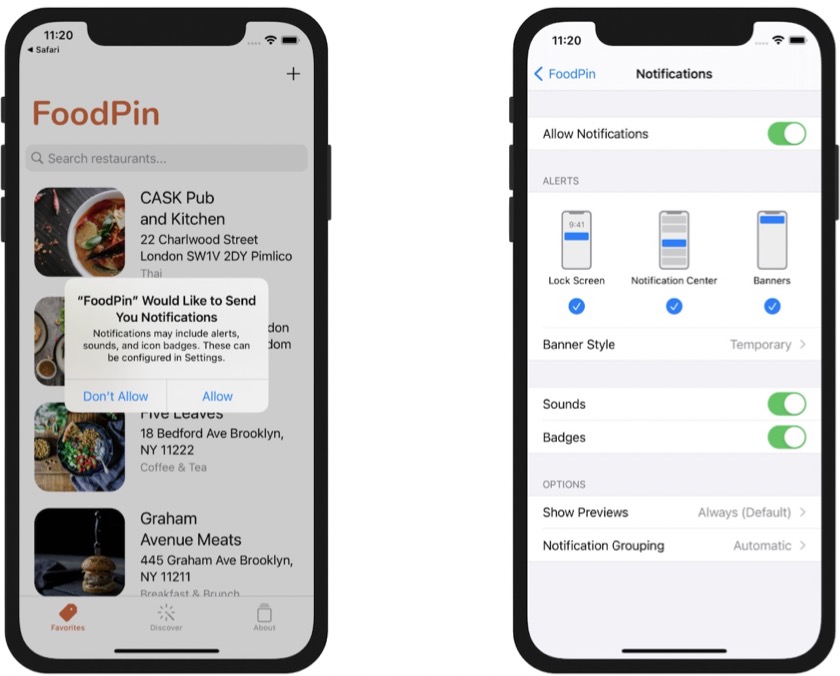 11:20
Safari
FoodPin
Search restaurants...
CASK Pub
and Kitchen
22 Charlwood Street
London SW1V 2DY Pimlico
Thai
"FoodPin" Would Like to Send
You Notifications
Notifications may include alerts,
sounds, and icon badges. These can
be configured in Settings.
Don't Allow
Allow
don
dom
Five Leaves
18 Bedford Ave Brooklyn,
NY 11222
Coffee & Tea
Graham
Avenue Meats
445 Graham Ave Brooklyn,
NY 11211
Breakfast & Brunch
Favorites
Discover
About
11:20
FoodPin
Notifications
Allow Notifications
ALERTS
9:41
Lock Screen
Notification Center
Banners
Banner Style
Temporary
Sounds
Badges
OPTIONS
Show Previews
Always (Default)
Notification Grouping
Automatic